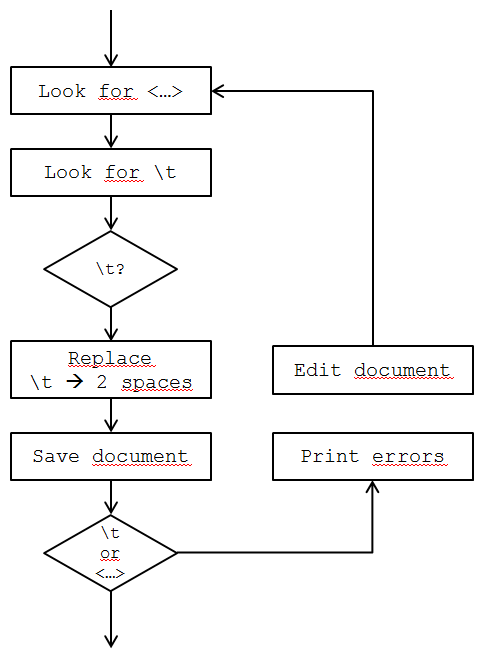 Look for <…>
Look for \t
\t?
Replace
\t → 2 spaces
Edit document
Save document
Print errors
\t
or
<…>